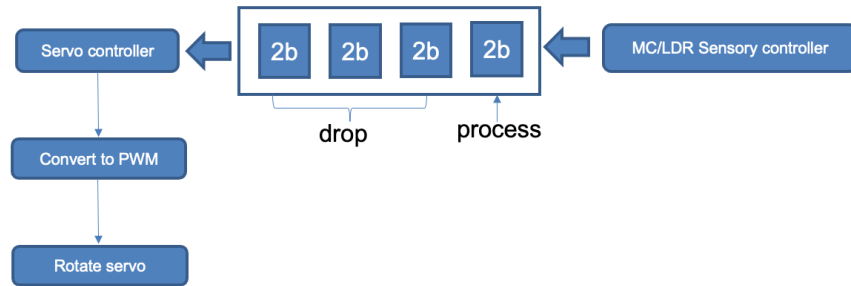 Servo controller
2b 2b 2b 2b
MC/LDR Sensory controller
drop process
Convert to PWM
Rotate servo